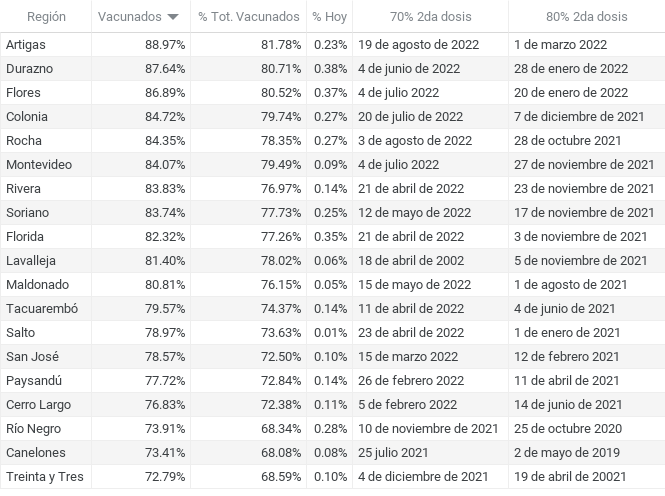 Región Vacunados % Tot. Vacunados % Hoy 70% 2da dosis 80% 2da dosis
Artigas 88.97% 81.78% 0.23% 19 de agosto de 2022 1 de marzo 2022
Durazno 87.64% 80.71% 0.38% 4 de junio de 2022 28 de enero de 2022
Flores 86.89% 80.52% 0.37% 4 de julio 2022 20 de enero de 2022
Colonia 84.72% 79.74% 0.27% 20 de julio de 2022 7 de diciembre de 2021
Rocha 84.35% 78.35% 0.27% 3 de agosto de 2022 28 de octubre 2021
Montevideo 84.07% 79.49% 0.09% 4 de julio 2022 27 de noviembre de 2021
Rivera 83.83% 76.97% 0.14% 21 de abril de 2022 23 de noviembre de 2021
Soriano 83.74% 77.73% 0.25% 12 de mayo de 2022 17 de noviembre de 2021
Florida 82.32% 77.26% 0.35% 21 de abril de 2022 3 de noviembre de 2021
Lavalleja 81.40% 78.02% 0.06% 18 de abril de 2002 5 de noviembre de 2021
Maldonado 80.81% 76.15% 0.05% 15 de mayo de 2022 1 de agosto de 2021
Tacuarembó 79.57% 74.37% 0.14% 11 de abril de 2022 4 de junio de 2021
Salto 78.97% 73.63% 0.01% 23 de abril de 2022 1 de enero de 2021
San José 78.57% 72.50% 0.10% 15 de marzo 2022 12 de febrero 2021
Paysandú 77.72% 72.84% 0.14% 26 de febrero 2022 11 de abril de 2021
Cerro Largo 76.83% 72.38% 0.11% 5 de febrero 2022 14 de junio de 2021
Río Negro 73.91% 68.34% 0.28% 10 de noviembre de 2021 25 de octubre 2020
Canelones 73.41% 68.08% 0.08% 25 julio 2021 2 de mayo de 2019
Treinta y Tres 72.79% 68.59% 0.10% 4 de diciembre de 2021 19 de abril de 20021